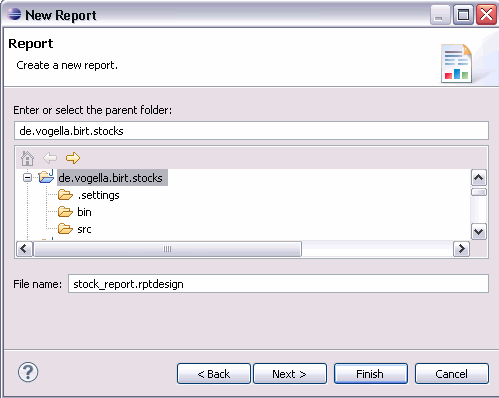 New Report
Report
Create a new report.
Enter or select the parent folder:
de.vogella.birt.stocks
de.vogella.birt.stocks
.settings
bin
src
File name: stock_report.rptdesign
? < Back Next > Finish Cancel